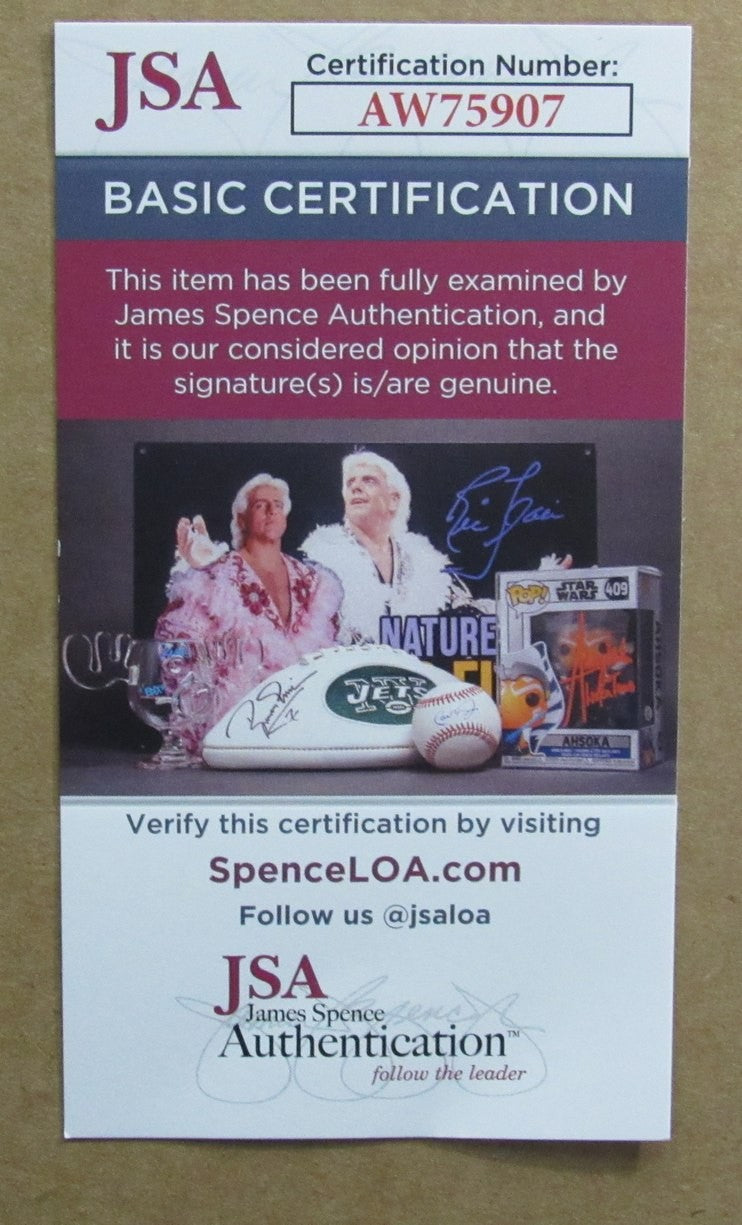 JSA
Certification Number:
AW75907
BASIC CERTIFICATION
This item has been fully examined by
James Spence Authentication, and
it is our considered opinion that the
signature(s) is/are genuine.
Ric Flair
NATURE
POP!
STAR
WARS
409
JETS
AHSOKA
Verify this certification by visiting
SpenceLOA.com
Follow us @jsaloa
JSA
James Spence
Authentication™
follow the leader